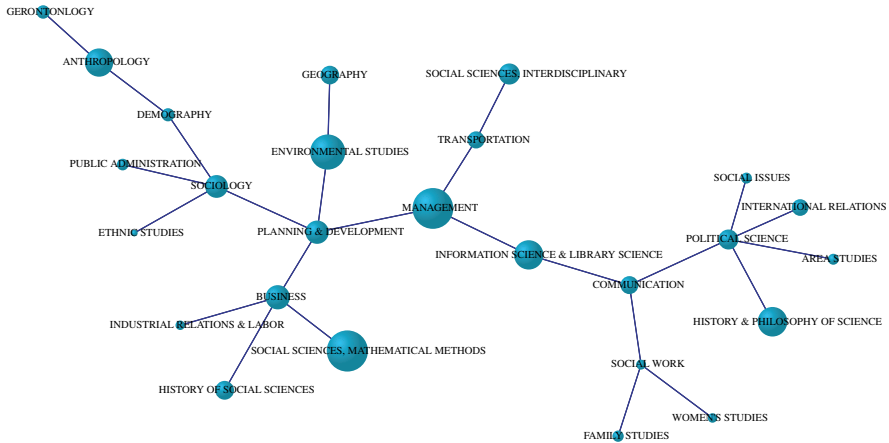 GERONTONLOGY
ANTHROPOLOGY
GEOGRAPHY
SOCIAL SCIENCES, INTERDISCIPLINARY
DEMOGRAPHY
TRANSPORTATION
ENVIRONMENTAL STUDIES
PUBLIC ADMINISTRATION
SOCIAL ISSUES
SOCIOLOGY
MANAGEMENT
INTERNATIONAL RELATIONS
ETHNIC STUDIES
PLANNING & DEVELOPMENT
POLITICAL SCIENCE
INFORMATION SCIENCE & LIBRARY SCIENCE
AREA STUDIES
COMMUNICATION
BUSINESS
INDUSTRIAL RELATIONS & LABOR
HISTORY & PHILOSOPHY OF SCIENCE
SOCIAL SCIENCES, MATHEMATICAL METHODS
SOCIAL WORK
HISTORY OF SOCIAL SCIENCES
WOMEN'S STUDIES
FAMILY STUDIES